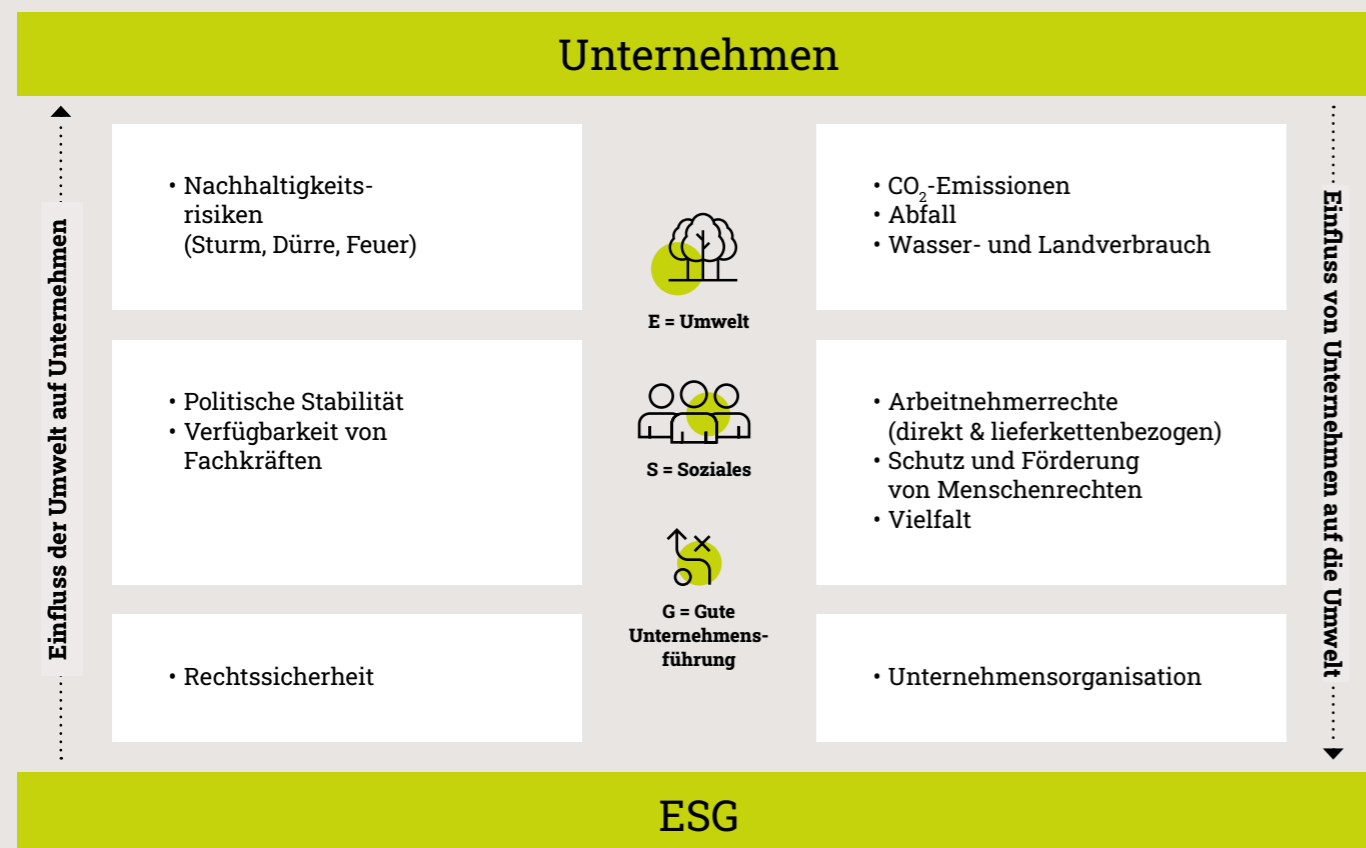 Unternehmen
Einfluss der Umwelt auf Unternehmen
• Nachhaltigkeits-
risiken
(Sturm, Dürre, Feuer)
• Politische Stabilität
• Verfügbarkeit von
Fachkräften
• Rechtssicherheit
E = Umwelt
S = Soziales
G = Gute
Unternehmens-
führung
• CO₂-Emissionen
• Abfall
• Wasser- und Landverbrauch
• Arbeitnehmerrechte
(direkt & lieferkettenbezogen)
• Schutz und Förderung
von Menschenrechten
• Vielfalt
• Unternehmensorganisation
Einfluss von Unternehmen auf die Umwelt
ESG